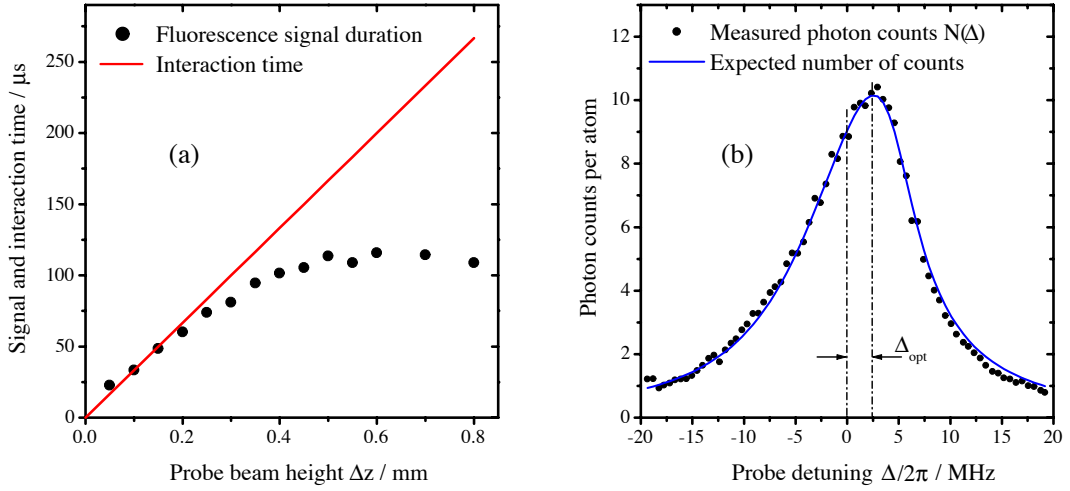 Signal and interaction time / μs
300
250
200
150
100
50
0
Fluorescence signal duration
Interaction time
(a)
0.0 0.2 0.4 0.6 0.8
Probe beam height Δz / mm
Photon counts per atom
12
10
8
6
4
2
0
Measured photon counts N(Δ)
Expected number of counts
(b)
Δopt
-20 -15 -10 -5 0 5 10 15 20
Probe detuning Δ/2π / MHz